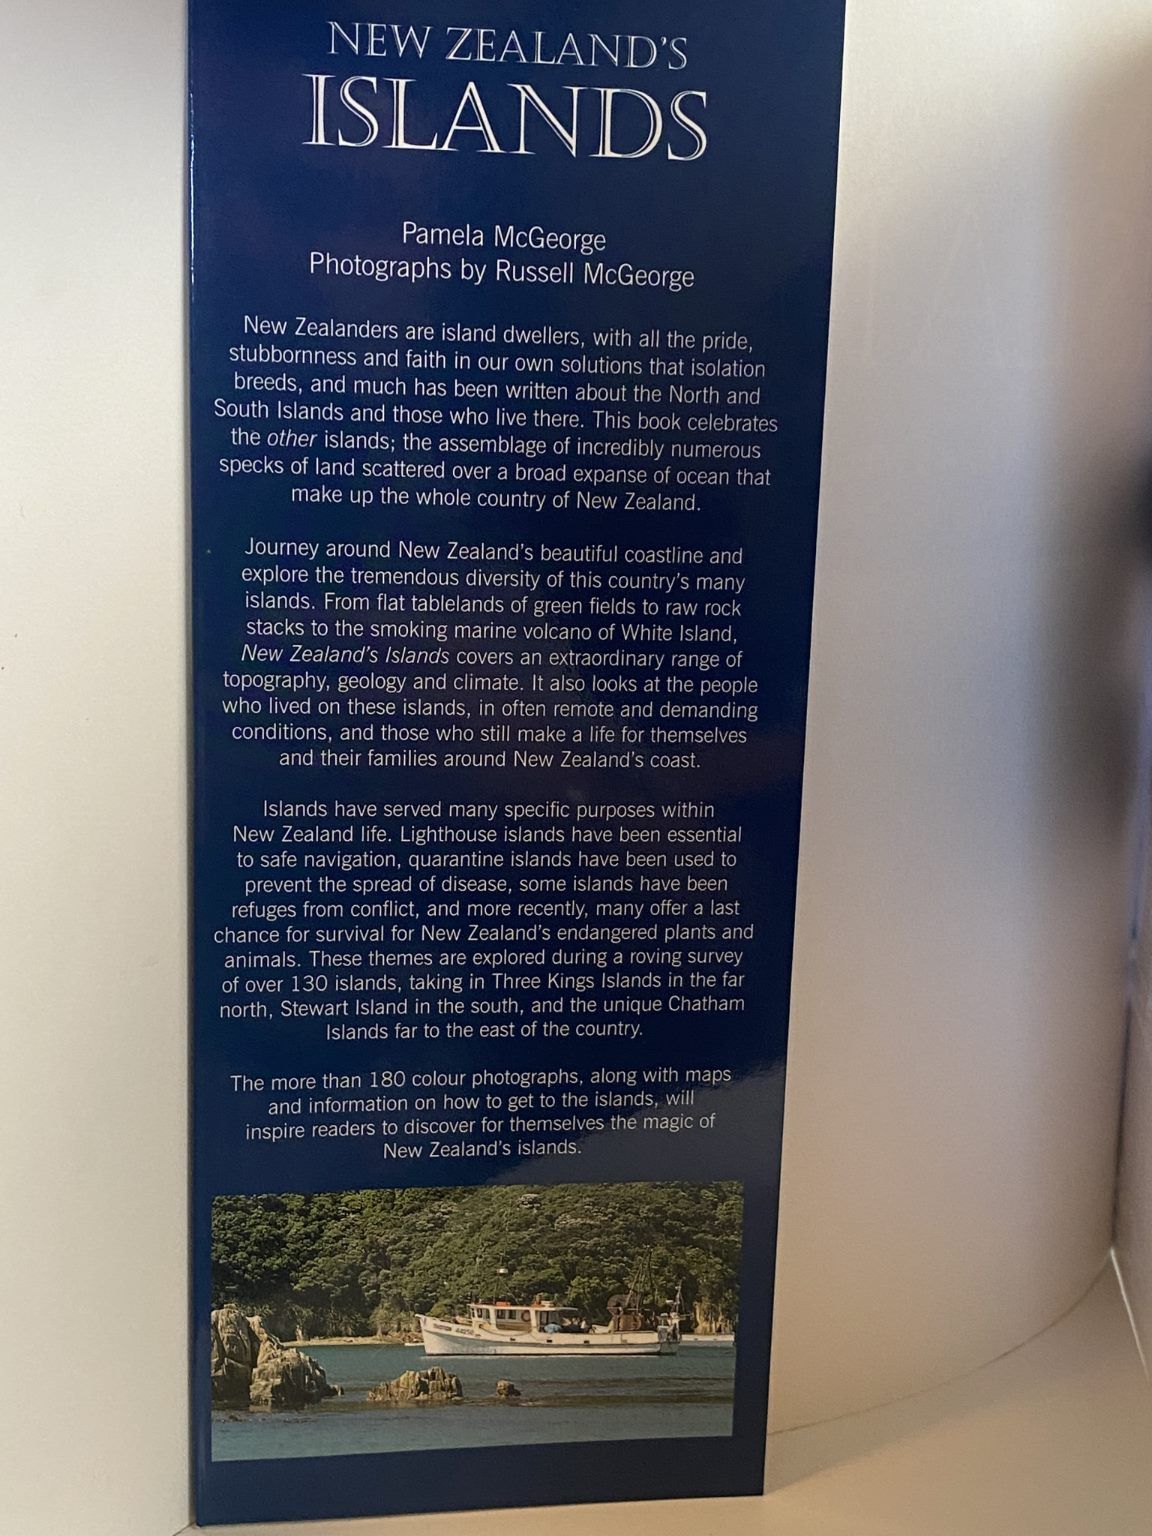 NEW ZEALAND'S
ISLANDS
Pamela McGeorge
Photographs by Russell McGeorge
New Zealanders are island dwellers, with all the pride,
stubbornness and faith in our own solutions that isolation
breeds, and much has been written about the North and
South Islands and those who live there. This book celebrates
the other islands; the assemblage of incredibly numerous
specks of land scattered over a broad expanse of ocean that
make up the whole country of New Zealand.
Journey around New Zealand's beautiful coastline and
explore the tremendous diversity of this country's many
islands. From flat tablelands of green fields to raw rock
stacks to the smoking marine volcano of White Island,
New Zealand's Islands covers an extraordinary range of
topography, geology and climate. It also looks at the people
who lived on these islands, in often remote and demanding
conditions, and those who still make a life for themselves
and their families around New Zealand's coast.
Islands have served many specific purposes within
New Zealand life. Lighthouse islands have been essential
to safe navigation, quarantine islands have been used to
prevent the spread of disease, some islands have been
refuges from conflict, and more recently, many offer a last
chance for survival for New Zealand's endangered plants and
animals. These themes are explored during a roving survey
of over 130 islands, taking in Three Kings Islands in the far
north, Stewart Island in the south, and the unique Chatham
Islands far to the east of the country.
The more than 180 colour photographs, along with maps
and information on how to get to the islands, will
inspire readers to discover for themselves the magic of
New Zealand's islands.